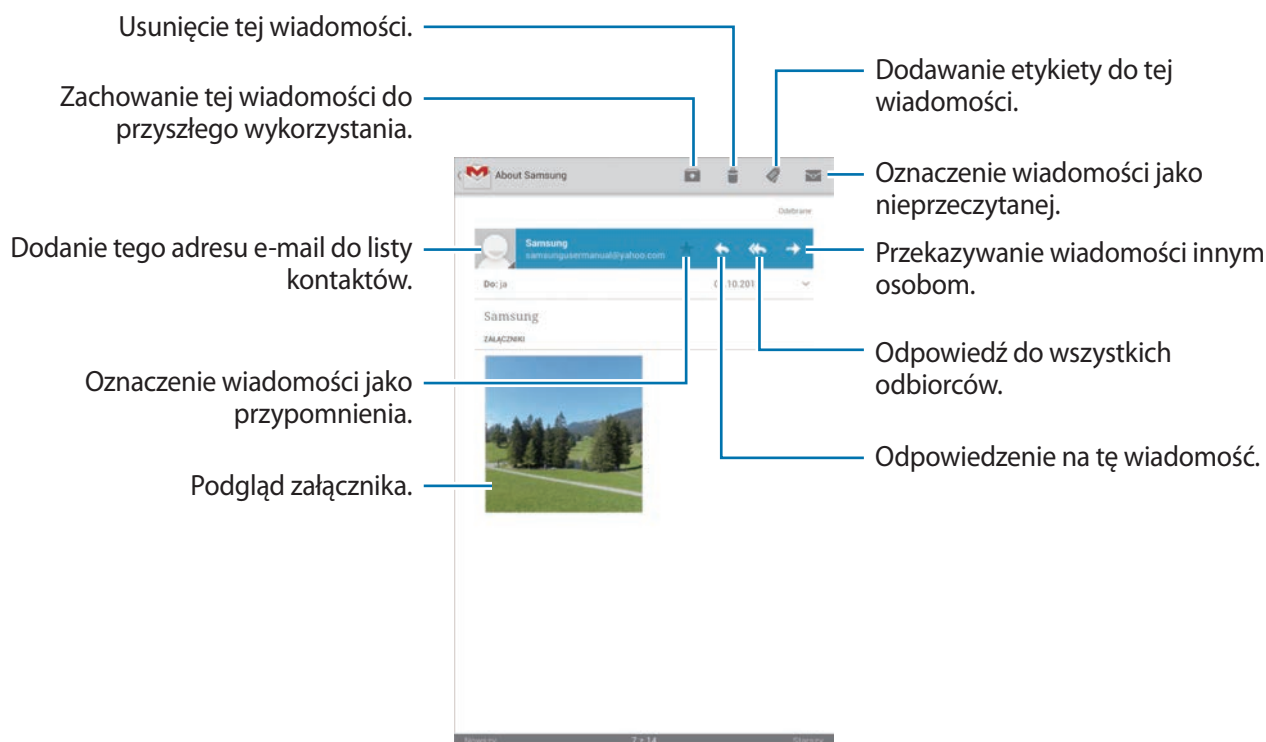 Usunięcie tej wiadomości.
Zachowanie tej wiadomości do
przyszłego wykorzystania.
Dodanie tego adresu e-mail do listy
kontaktów.
Oznaczenie wiadomości jako
przypomnienia.
Podgląd załącznika.
About Samsung
Odebrane
Samsung
samsungusermanual@yahoo.com
Do: ja
.10.201
Samsung
ZAŁĄCZNIKI
Dodawanie etykiety do tej
wiadomości.
Oznaczenie wiadomości jako
nieprzeczytanej.
Przekazywanie wiadomości innym
osobom.
Odpowiedź do wszystkich
odbiorców.
Odpowiedzenie na tę wiadomość.